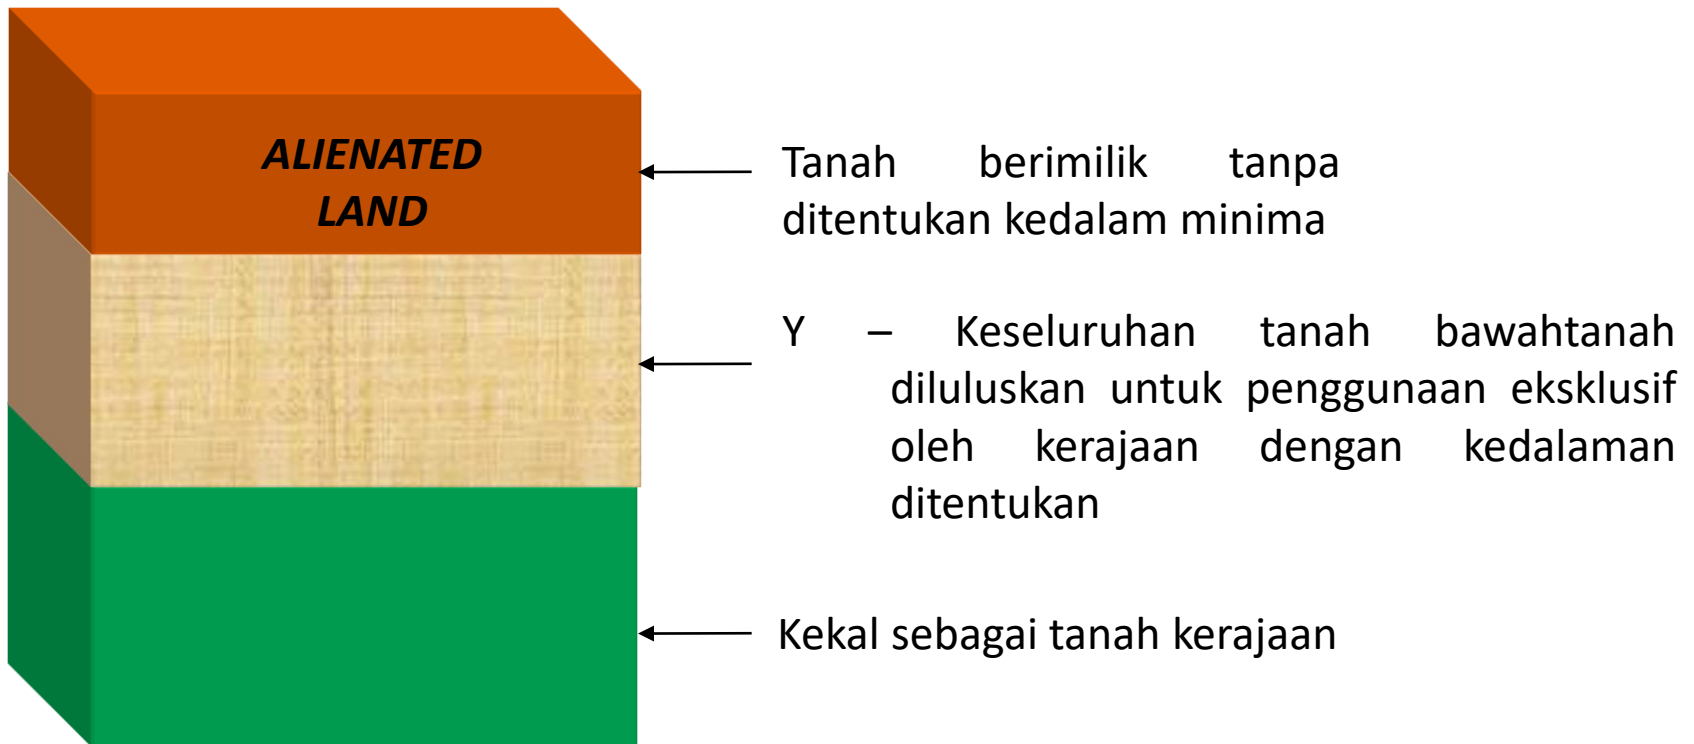 ALIENATED
LAND
Tanah berimilik tanpa
ditentukan kedalam minima
Y – Keseluruhan tanah bawahtanah
diluluskan untuk penggunaan eksklusif
oleh kerajaan dengan kedalaman
ditentukan
Kekal sebagai tanah kerajaan